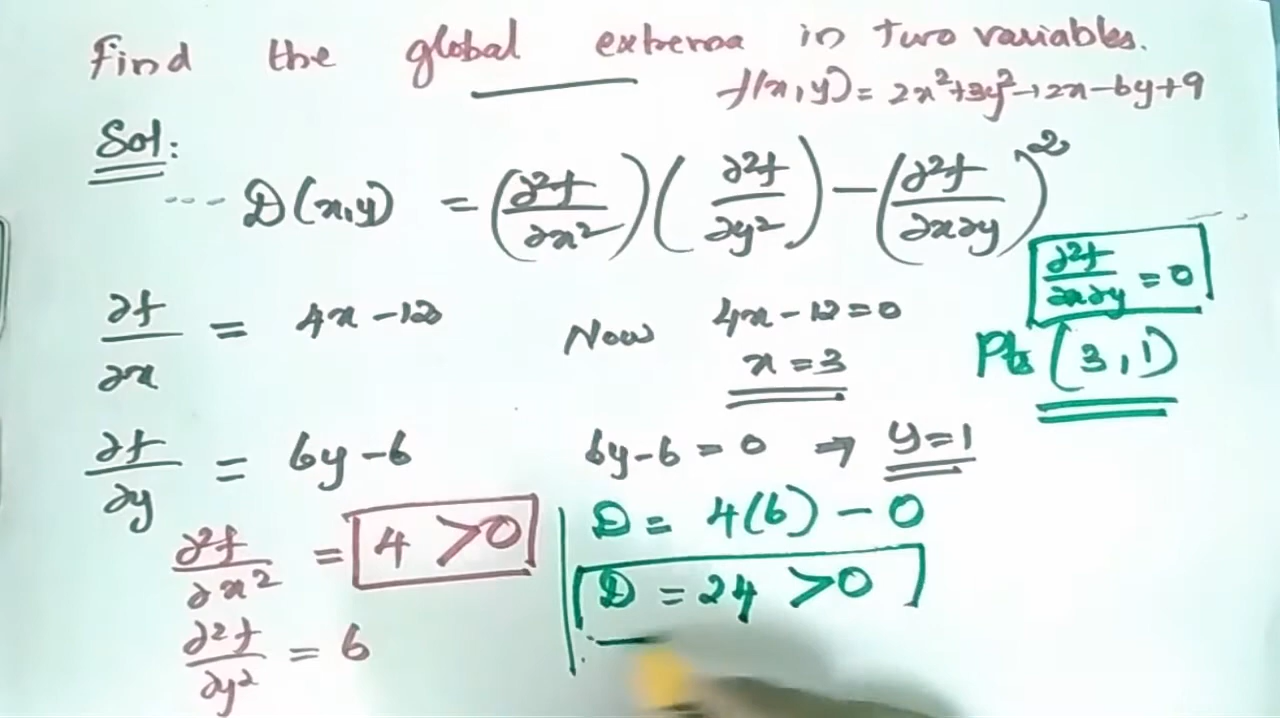 Find the global extrema in two variables.
f(x,y) = 2x²+3y²-12x-6y+9
Sol:
D(x,y) = (∂²f/∂x²)(∂²f/∂y²) - (∂²f/∂x∂y)²
∂²f/∂x∂y = 0
∂f/∂x = 4x-12 Now 4x-12=0
x=3
Pts (3,1)
∂f/∂y = 6y-6 6y-6=0 ⇒ y=1
∂²f/∂x² = 4 >0
D = 4(6) - 0
D = 24 >0
∂²f/∂y² = 6